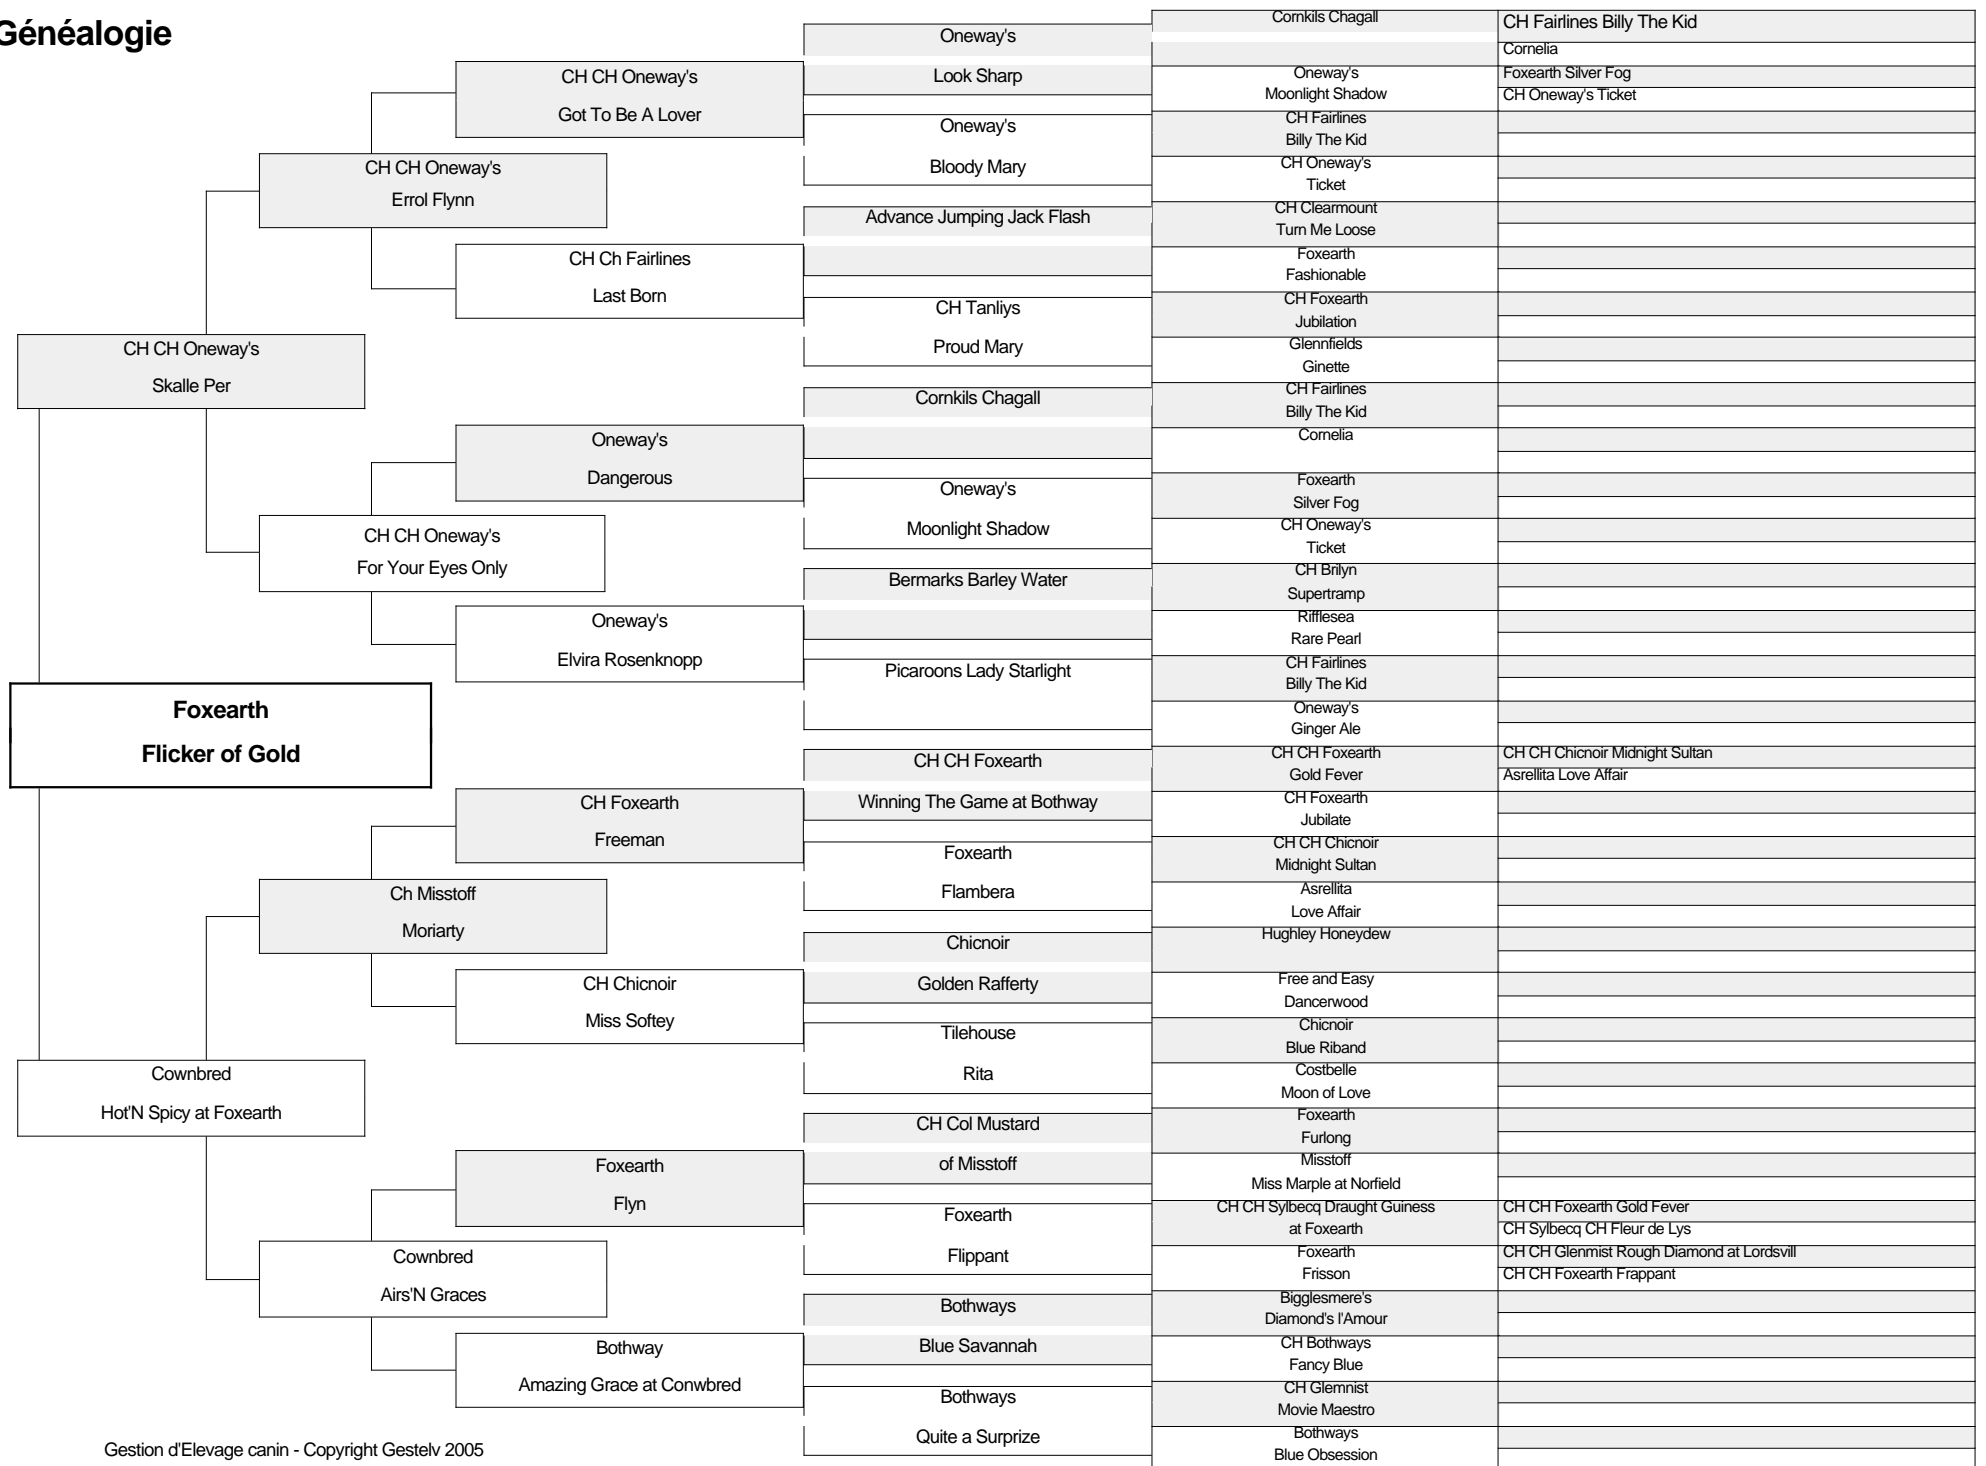 Généalogie
CH CH Oneway's
Skalle Per
Foxearth
Flicker of Gold
Cownbred
Hot'N Spicy at Foxearth
CH CH Oneway's
Errol Flynn
CH CH Oneway's
For Your Eyes Only
Ch Misstoff
Moriarty
Cownbred
Airs'N Graces
CH CH Oneway's
Got To Be A Lover
CH Ch Fairlines
Last Born
Oneway's
Dangerous
Oneway's
Elvira Rosenknopp
CH Foxearth
Freeman
CH Chicnoir
Miss Softey
Foxearth
Flyn
Bothway
Amazing Grace at Conwbred
Oneway's
Look Sharp
Oneway's
Bloody Mary
Advance Jumping Jack Flash
CH Tanliys
Proud Mary
Cornkils Chagall
Oneway's
Moonlight Shadow
Bermarks Barley Water
Picaroons Lady Starlight
CH CH Foxearth
Winning The Game at Bothway
Foxearth
Flambera
Chicnoir
Golden Rafferty
Tilehouse
Rita
CH Col Mustard
of Misstoff
Foxearth
Flippant
Bothways
Blue Savannah
Bothways
Quite a Surprize
Cornkils Chagall
Oneway's
Moonlight Shadow
CH Fairlines
Billy The Kid
CH Oneway's
Ticket
CH Clearmount
Turn Me Loose
Foxearth
Fashionable
CH Foxearth
Jubilation
Glennfields
Ginette
CH Fairlines
Billy The Kid
Cornelia
Foxearth
Silver Fog
CH Oneway's
Ticket
CH Brilyn
Supertramp
Rifflesea
Rare Pearl
CH Fairlines
Billy The Kid
Oneway's
Ginger Ale
CH CH Foxearth
Gold Fever
CH Foxearth
Jubilate
CH CH Chicnoir
Midnight Sultan
Asrellita
Love Affair
Hughley Honeydew
Free and Easy
Dancerwood
Chicnoir
Blue Riband
Costbelle
Moon of Love
Foxearth
Furlong
Misstoff
Miss Marple at Norfield
CH CH Sylbecq Draught Guiness
at Foxearth
Foxearth
Frisson
Bigglesmere's
Diamond's l'Amour
CH Bothways
Fancy Blue
CH Glemnist
Movie Maestro
Bothways
Blue Obsession
CH Fairlines Billy The Kid
Cornelia
Foxearth Silver Fog
CH Oneway's Ticket
CH CH Chicnoir Midnight Sultan
Asrellita Love Affair
CH CH Foxearth Gold Fever
CH Sylbecq CH Fleur de Lys
CH CH Glenmist Rough Diamond at Lordsvill
CH CH Foxearth Frappant
Gestion d'Elevage canin - Copyright Gestelv 2005